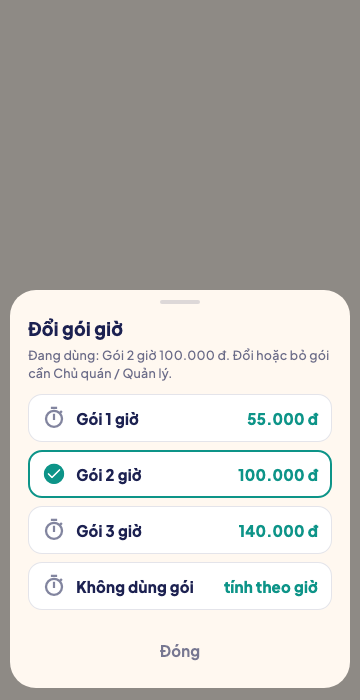 Đổi gói giờ
Đang dùng: Gói 2 giờ 100.000 đ. Đổi hoặc bỏ gói
cần Chủ quán / Quản lý.
Gói 1 giờ 55.000 đ
Gói 2 giờ 100.000 đ
Gói 3 giờ 140.000 đ
Không dùng gói tính theo giờ
Đóng